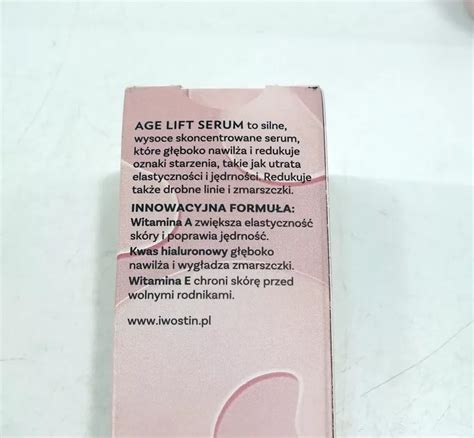 AGE LIFT SERUM to silne,
wysoce skoncentrowane serum,
które głęboko nawilża i redukuje
oznaki starzenia, takie jak utrata
elastyczności i jędrności. Redukuje
także drobne linie i zmarszczki.
INNOWACYJNA FORMUŁA:
Witamina A zwiększa elastyczność
skóry i poprawia jędrność.
Kwas hialuronowy głęboko
nawilża i wygładza zmarszczki.
Witamina E chroni skórę przed
wolnymi rodnikami.
www.iwostin.pl